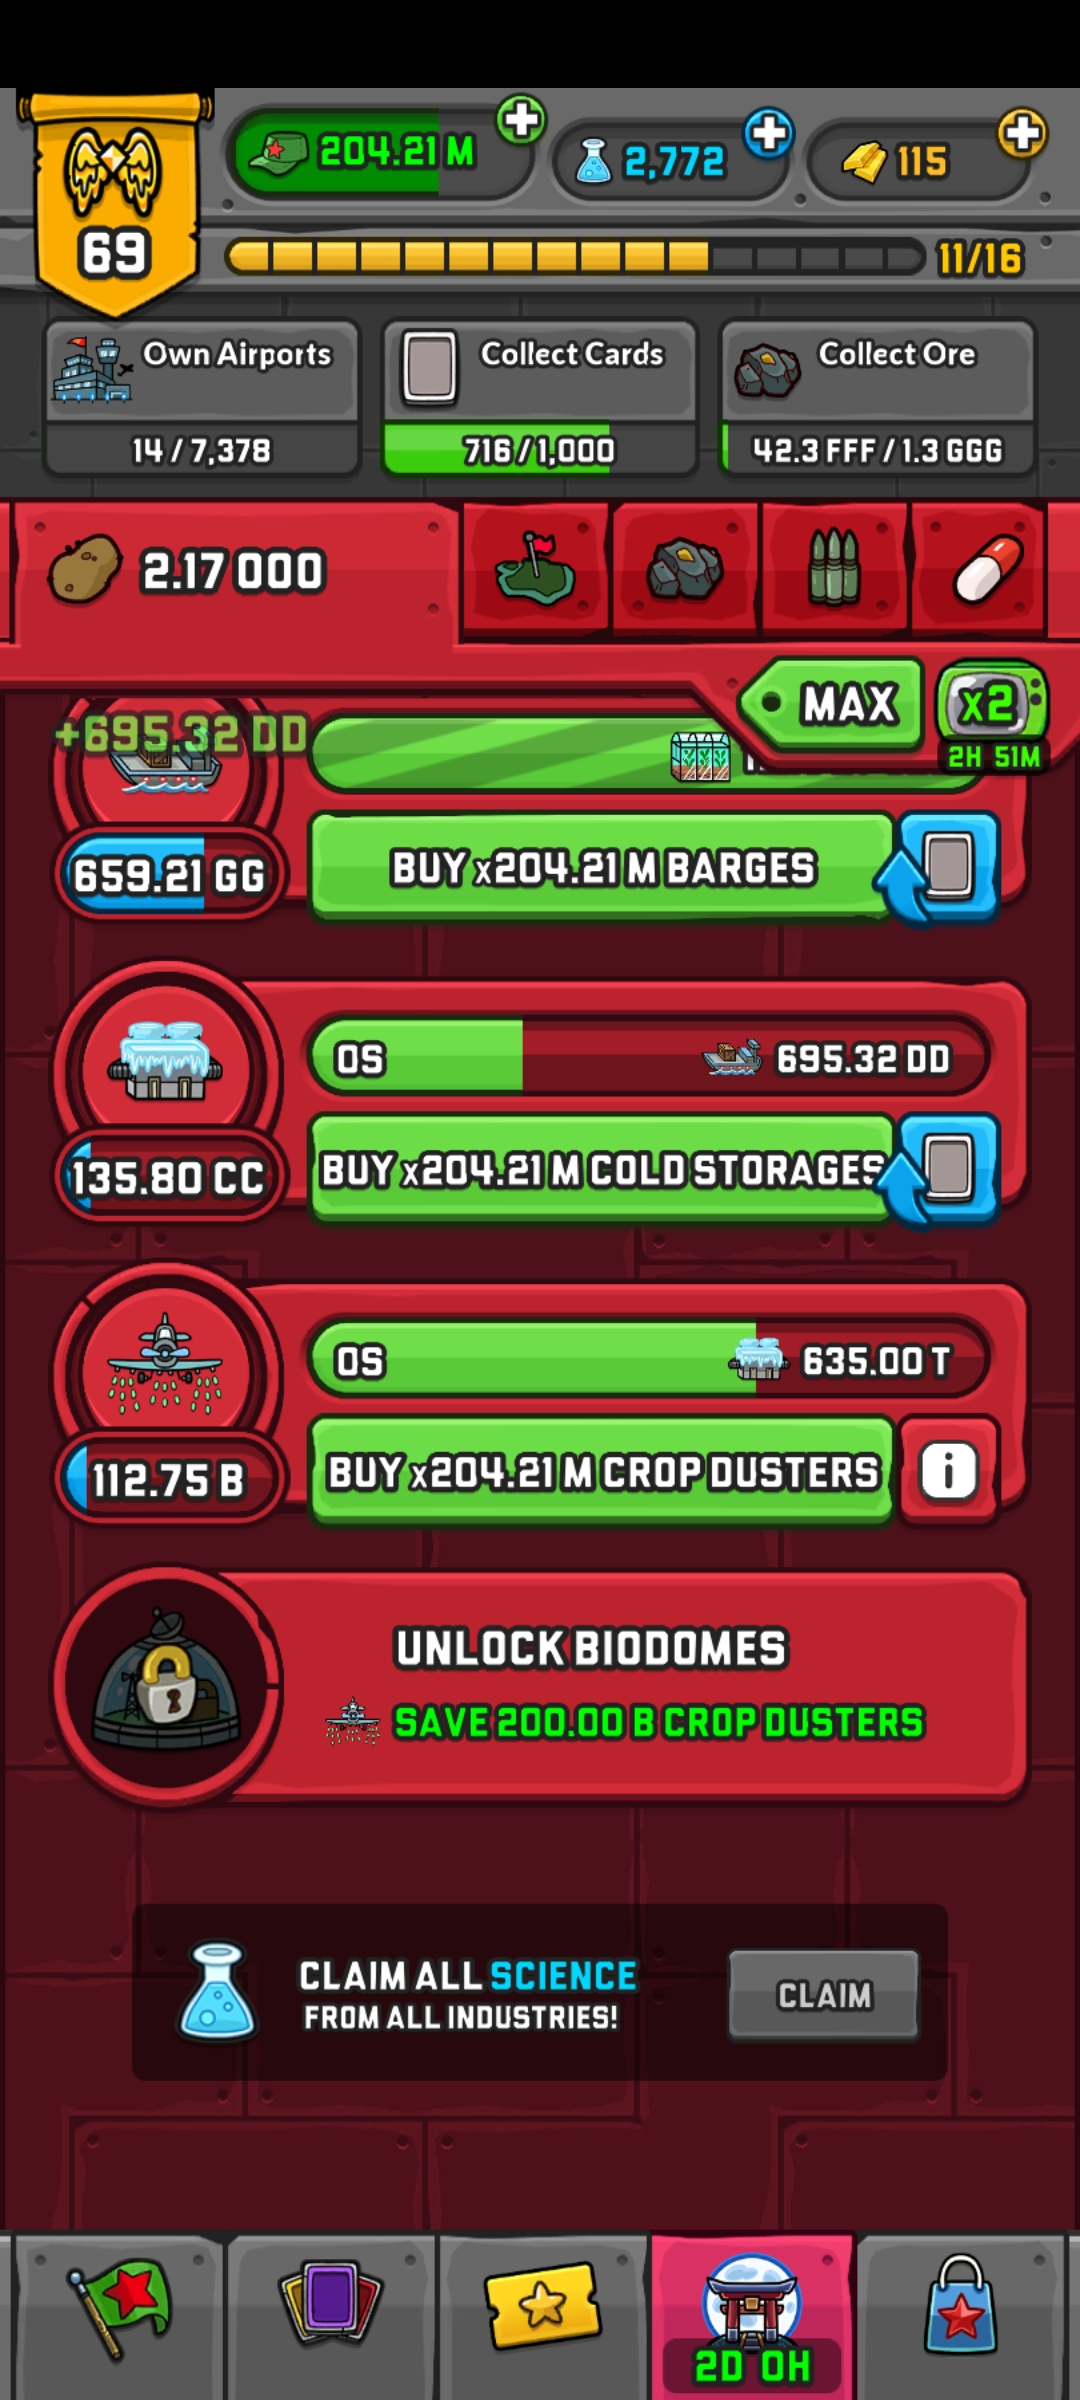 204.21 M
2,772
115
69
11/16
Own Airports
14 / 7,378
Collect Cards
716 / 1,000
Collect Ore
42.3 FFF / 1.3 GGG
2.17 OOO
MAX
x2
2H 51M
+695.32 DD
659.21 GG
BUY x204.21 M BARGES
0S
695.32 DD
135.80 CC
BUY x204.21 M COLD STORAGES
0S
635.00 T
112.75 B
BUY x204.21 M CROP DUSTERS
i
UNLOCK BIODOMES
SAVE 200.00 B CROP DUSTERS
CLAIM ALL SCIENCE
FROM ALL INDUSTRIES!
CLAIM
2D 0H